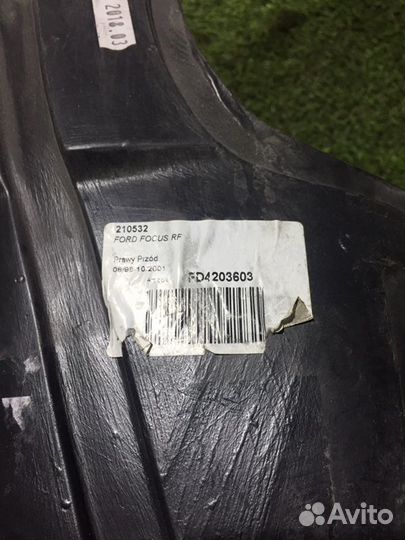 2018.03
210532
FORD FOCUS RF
Prawy Przód
08/98-10.2001
FD4203603
Avito